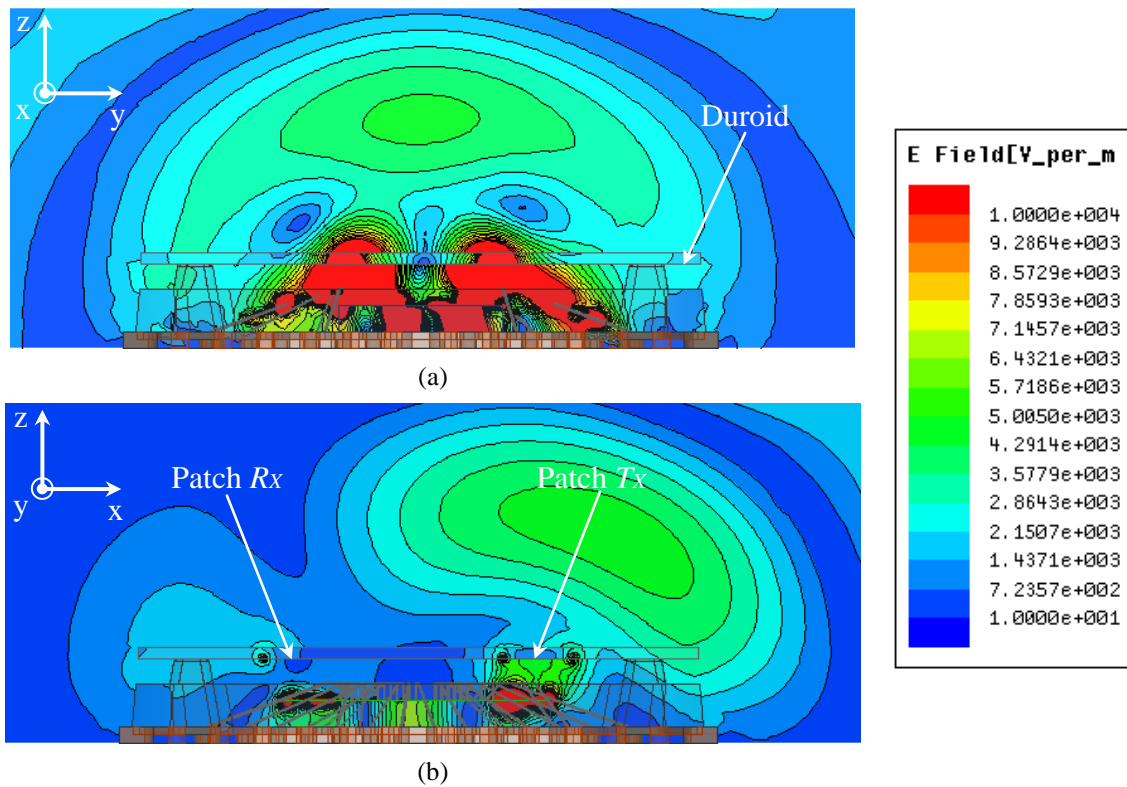 z
x
y
Duroid
(a)
z
y
x
Patch Rx
Patch Tx
(b)
E Field[V_per_m
1.0000e+004
9.2864e+003
8.5729e+003
7.8593e+003
7.1457e+003
6.4321e+003
5.7186e+003
5.0050e+003
4.2914e+003
3.5779e+003
2.8643e+003
2.1507e+003
1.4371e+003
7.2357e+002
1.0000e+001